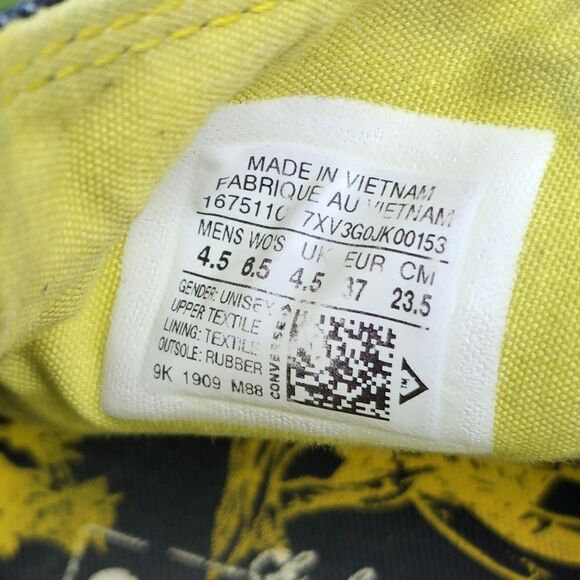 MADE IN VIETNAM
FABRIQUE AU VIETNAM
167511C 7XV3G0JK00153
MENS WO'S UK EUR CM
4.5 6.5 4.5 37 23.5
GENDER: UNISEX
UPPER: TEXTILE
LINING: TEXTILE
OUTSOLE: RUBBER
9K 1909 M88
CONVERSE